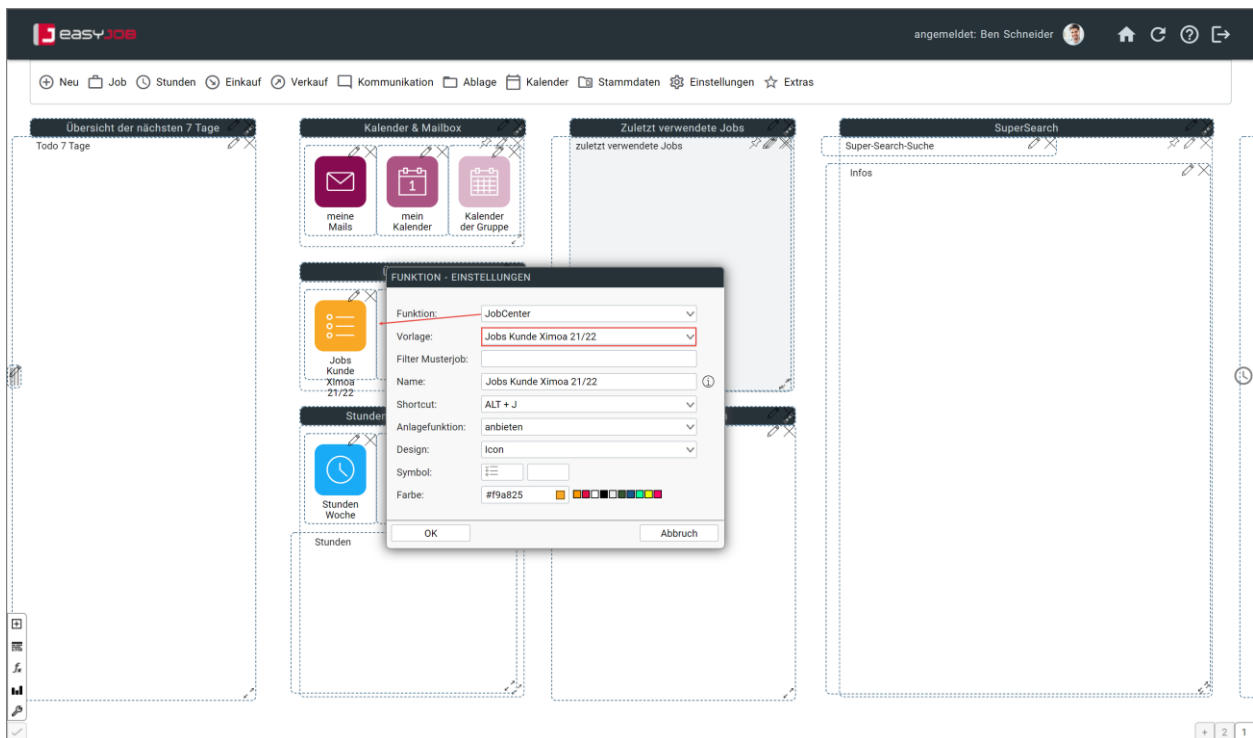 easyJOB
angemeldet: Ben Schneider
Neu Job Stunden Einkauf Verkauf Kommunikation Ablage Kalender Stammdaten Einstellungen Extras
Übersicht der nächsten 7 Tage
Todo 7 Tage
Kalender & Mailbox
meine
Mails
1
mein
Kalender
Kalender
der Gruppe
Zuletzt verwendete Jobs
zuletzt verwendete Jobs
SuperSearch
Super-Search-Suche
Infos
Jobs
Kunde
Ximoa
21/22
Stunden
Stunden
Woche
Stunden
FUNKTION - EINSTELLUNGEN
Funktion: JobCenter
Vorlage: Jobs Kunde Ximoa 21/22
Filter Musterjob:
Name: Jobs Kunde Ximoa 21/22
Shortcut: ALT + J
Anlagefunktion: anbieten
Design: Icon
Symbol:
Farbe: #f9a825
OK Abbruch
+ 2 1